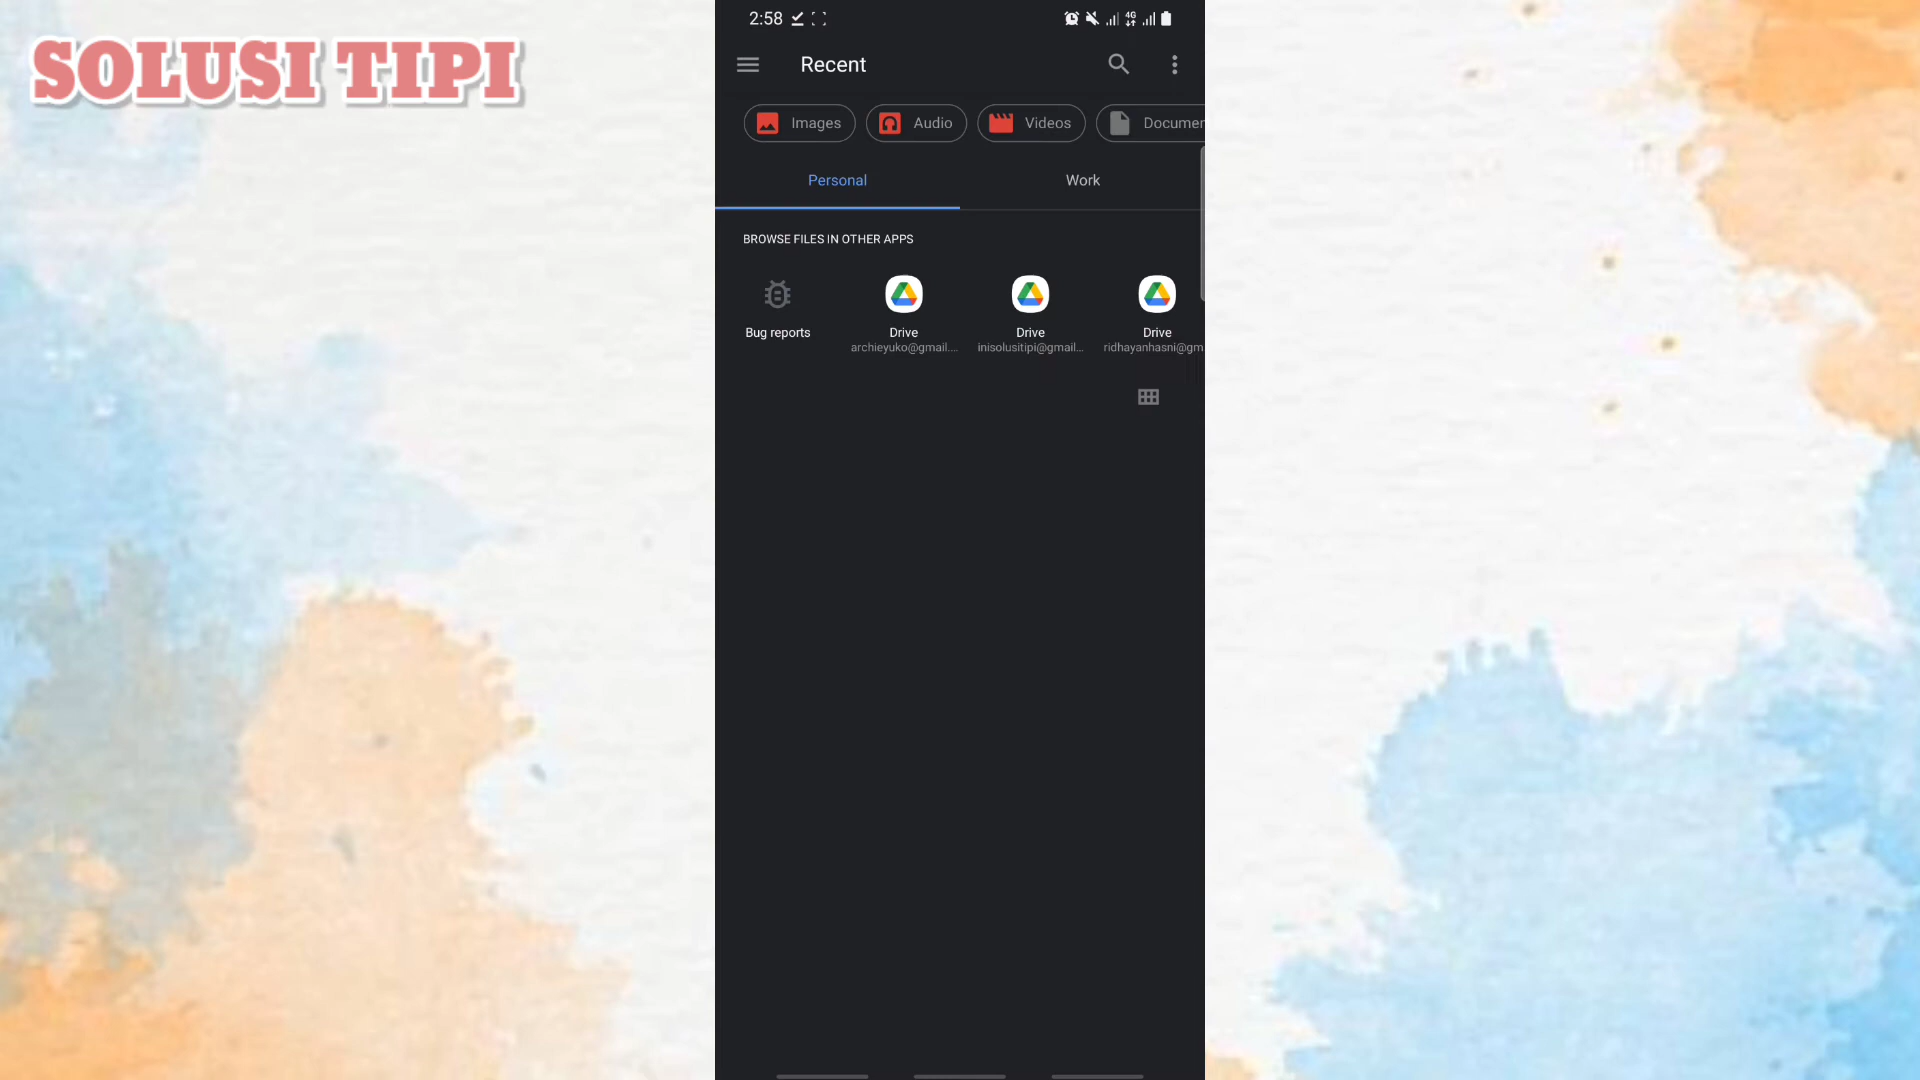 SOLUSI TIPI
2:58
4G
Recent
Images
Audio
Videos
Documen
Personal
Work
BROWSE FILES IN OTHER APPS
Bug reports
Drive
archieyuko@gmail....
Drive
inisolusitipi@gmail...
Drive
ridhayanhasni@gm